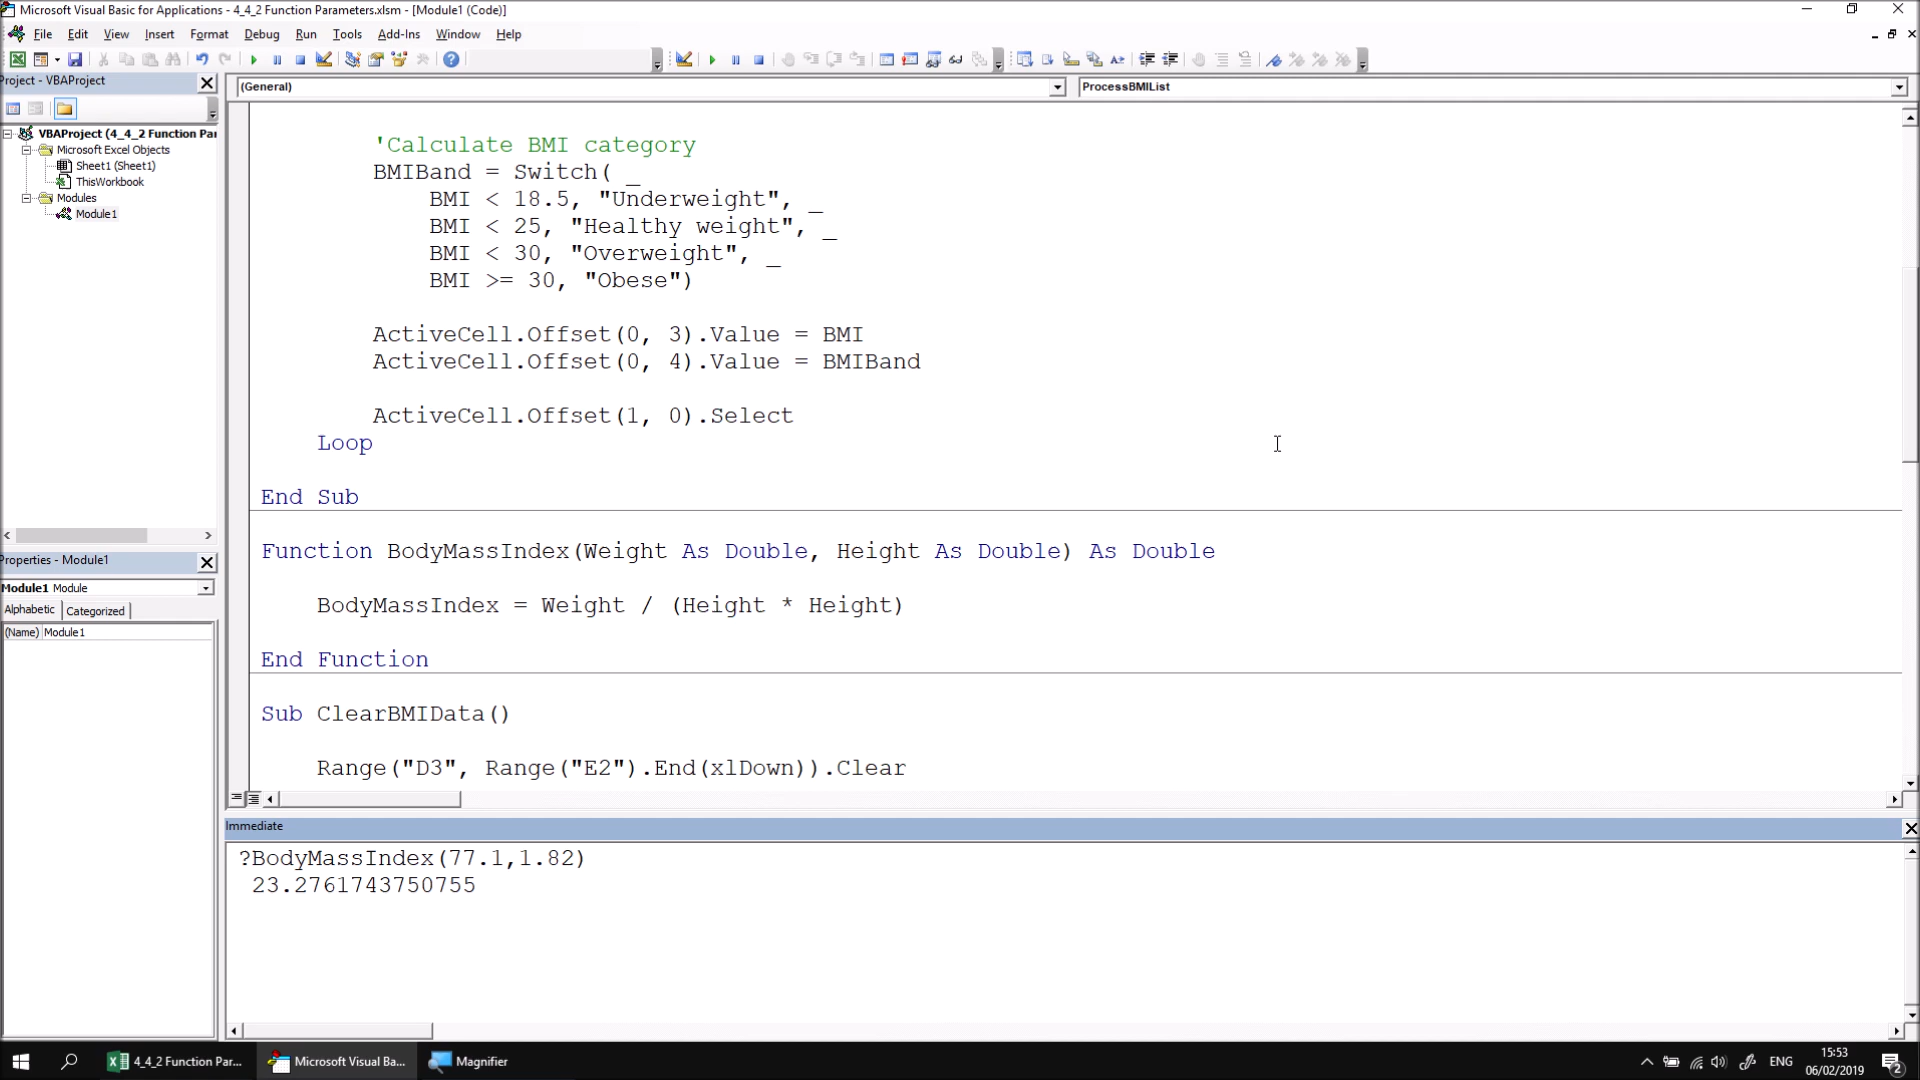 Microsoft Visual Basic for Applications - 4_4_2 Function Parameters.xlsm - [Module1 (Code)]
File Edit View Insert Format Debug Run Tools Add-Ins Window Help
Project - VBAProject
(General)
ProcessBMIList
VBAProject (4_4_2 Function Par
Microsoft Excel Objects
Sheet1 (Sheet1)
ThisWorkbook
Modules
Module1
'Calculate BMI category
BMIBand = Switch( _
BMI < 18.5, "Underweight", _
BMI < 25, "Healthy weight", _
BMI < 30, "Overweight", _
BMI >= 30, "Obese")
ActiveCell.Offset(0, 3).Value = BMI
ActiveCell.Offset(0, 4).Value = BMIBand
ActiveCell.Offset(1, 0).Select
Loop
End Sub
Function BodyMassIndex(Weight As Double, Height As Double) As Double
BodyMassIndex = Weight / (Height * Height)
End Function
Sub ClearBMIData()
Range("D3", Range("E2").End(xlDown)).Clear
Properties - Module1
Module1 Module
Alphabetic Categorized
(Name) Module1
Immediate
?BodyMassIndex(77.1,1.82)
23.2761743750755
4_4_2 Function Par...
Microsoft Visual Ba...
Magnifier
ENG
15:53
06/02/2019
2